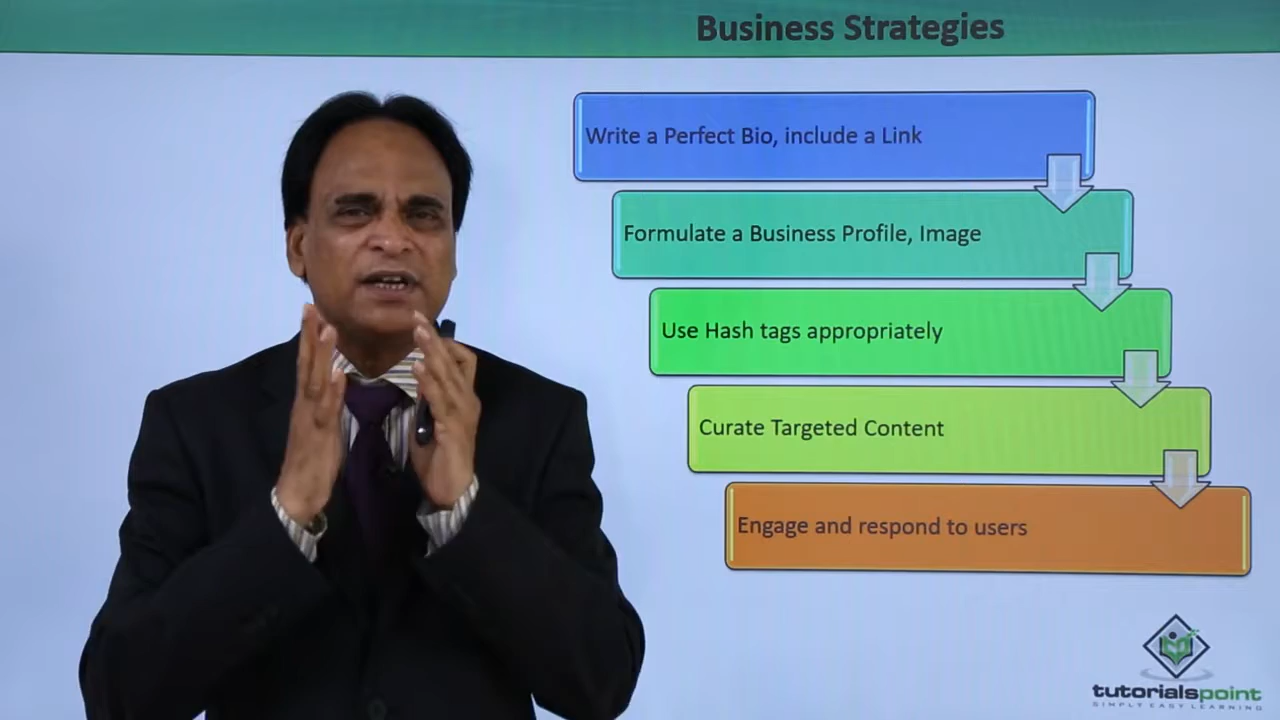 Business Strategies
Write a Perfect Bio, include a Link
Formulate a Business Profile, Image
Use Hash tags appropriately
Curate Targeted Content
Engage and respond to users
tutorialspoint
SIMPLY EASY LEARNING